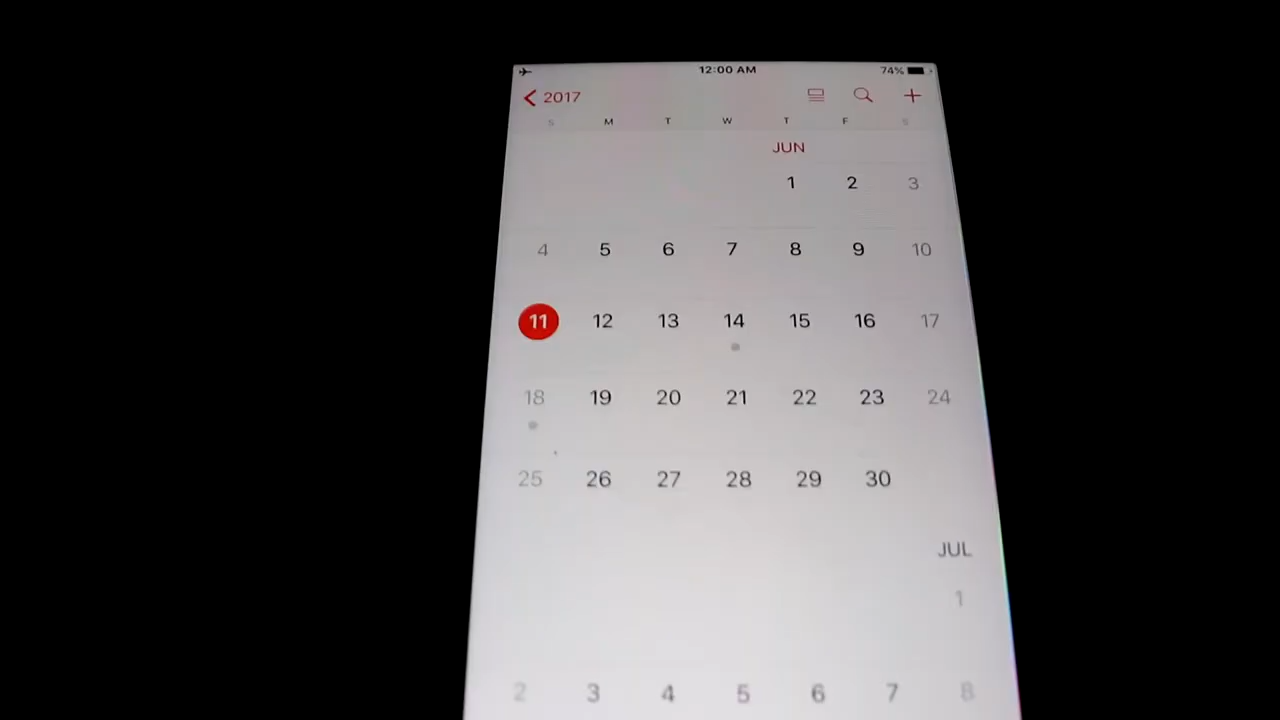 12:00 AM 74%
2017
S M T W T F S
JUN
1 2 3
4 5 6 7 8 9 10
11 12 13 14 15 16 17
18 19 20 21 22 23 24
25 26 27 28 29 30
JUL
1
2 3 4 5 6 7 8